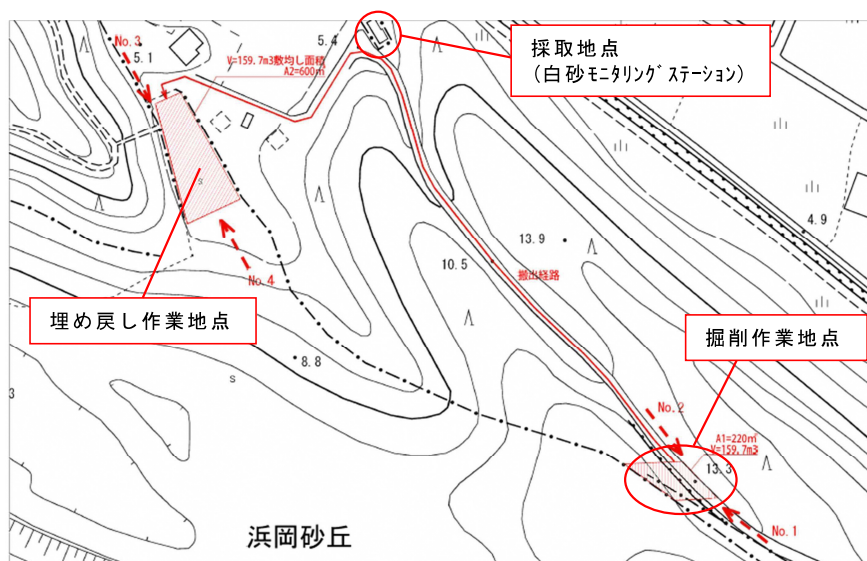 No.3
5.1
5.4
V=159.7m3敷均し面積
A2=600㎡
採取地点
(白砂ﾓﾆﾀﾘﾝｸﾞｽﾃｰｼｮﾝ)
s
4.9
13.9
10.5
搬出経路
No.4
埋め戻し作業地点
掘削作業地点
8.8
s
3
No.2
A1=220㎡
V=159.7m3
13.3
No.1
浜岡砂丘